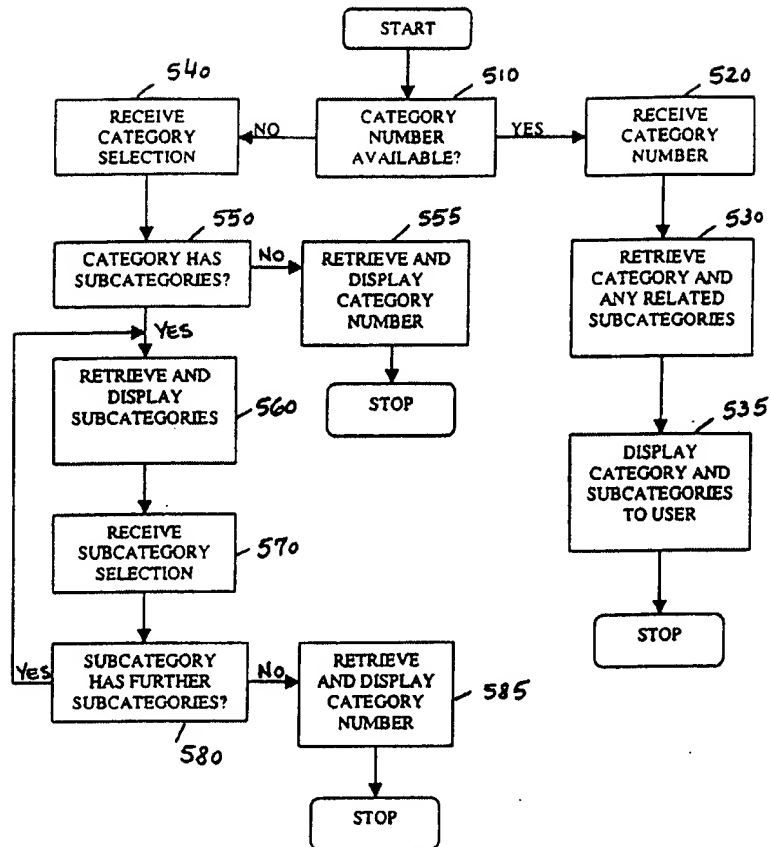 START
540
510
520
RECEIVE
CATEGORY
SELECTION
NO
CATEGORY
NUMBER
AVAILABLE?
YES
RECEIVE
CATEGORY
NUMBER
550
555
530
CATEGORY HAS
SUBCATEGORIES?
NO
RETRIEVE AND
DISPLAY
CATEGORY
NUMBER
RETRIEVE
CATEGORY AND
ANY RELATED
SUBCATEGORIES
YES
RETRIEVE AND
DISPLAY
SUBCATEGORIES
560
STOP
535
DISPLAY
CATEGORY AND
SUBCATEGORIES
TO USER
RECEIVE
SUBCATEGORY
SELECTION
570
STOP
YES
SUBCATEGORY
HAS FURTHER
SUBCATEGORIES?
NO
RETRIEVE
AND DISPLAY
CATEGORY
NUMBER
585
580
STOP